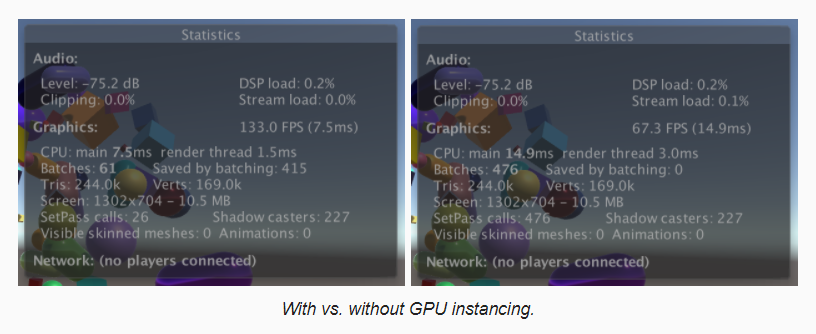 Statistics
Audio:
Level: -75.2 dB DSP load: 0.2%
Clipping: 0.0% Stream load: 0.0%
Graphics: 133.0 FPS (7.5ms)
CPU: main 7.5ms render thread 1.5ms
Batches: 61 Saved by batching: 415
Tris: 244.0k Verts: 169.0k
Screen: 1302x704 - 10.5 MB
SetPass calls: 26 Shadow casters: 227
Visible skinned meshes: 0 Animations: 0
Network: (no players connected)
Statistics
Audio:
Level: -75.2 dB DSP load: 0.2%
Clipping: 0.0% Stream load: 0.1%
Graphics: 67.3 FPS (14.9ms)
CPU: main 14.9ms render thread 3.0ms
Batches: 476 Saved by batching: 0
Tris: 244.0k Verts: 169.0k
Screen: 1302x704 - 10.5 MB
SetPass calls: 476 Shadow casters: 227
Visible skinned meshes: 0 Animations: 0
Network: (no players connected)
With vs. without GPU instancing.